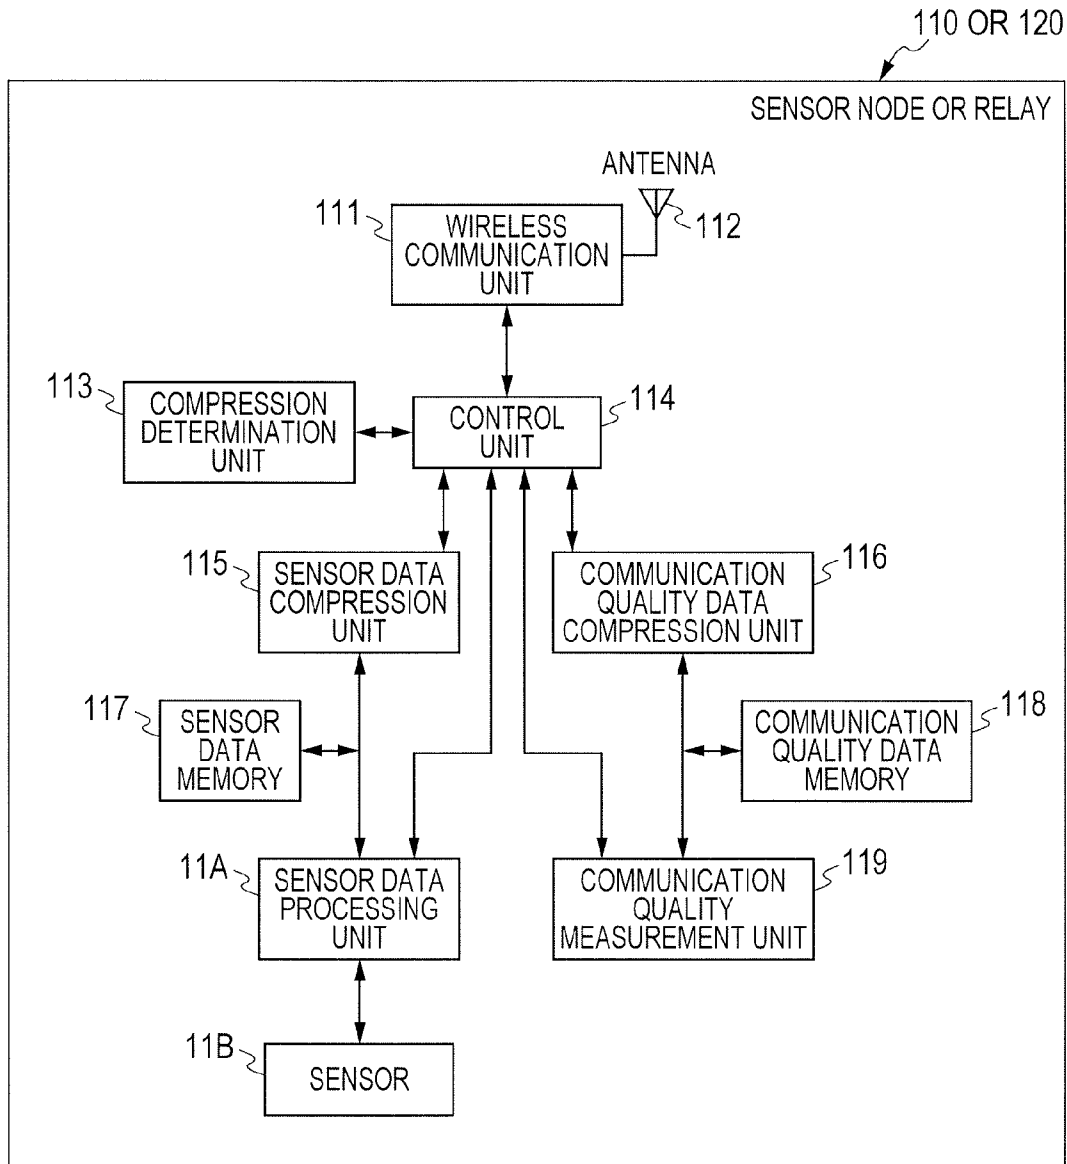 110 OR 120
SENSOR NODE OR RELAY
ANTENNA
111
112
WIRELESS
COMMUNICATION
UNIT
113
COMPRESSION
DETERMINATION
UNIT
114
CONTROL
UNIT
115
SENSOR DATA
COMPRESSION
UNIT
116
COMMUNICATION
QUALITY DATA
COMPRESSION UNIT
117
SENSOR
DATA
MEMORY
118
COMMUNICATION
QUALITY DATA
MEMORY
11A
SENSOR DATA
PROCESSING
UNIT
119
COMMUNICATION
QUALITY
MEASUREMENT UNIT
11B
SENSOR